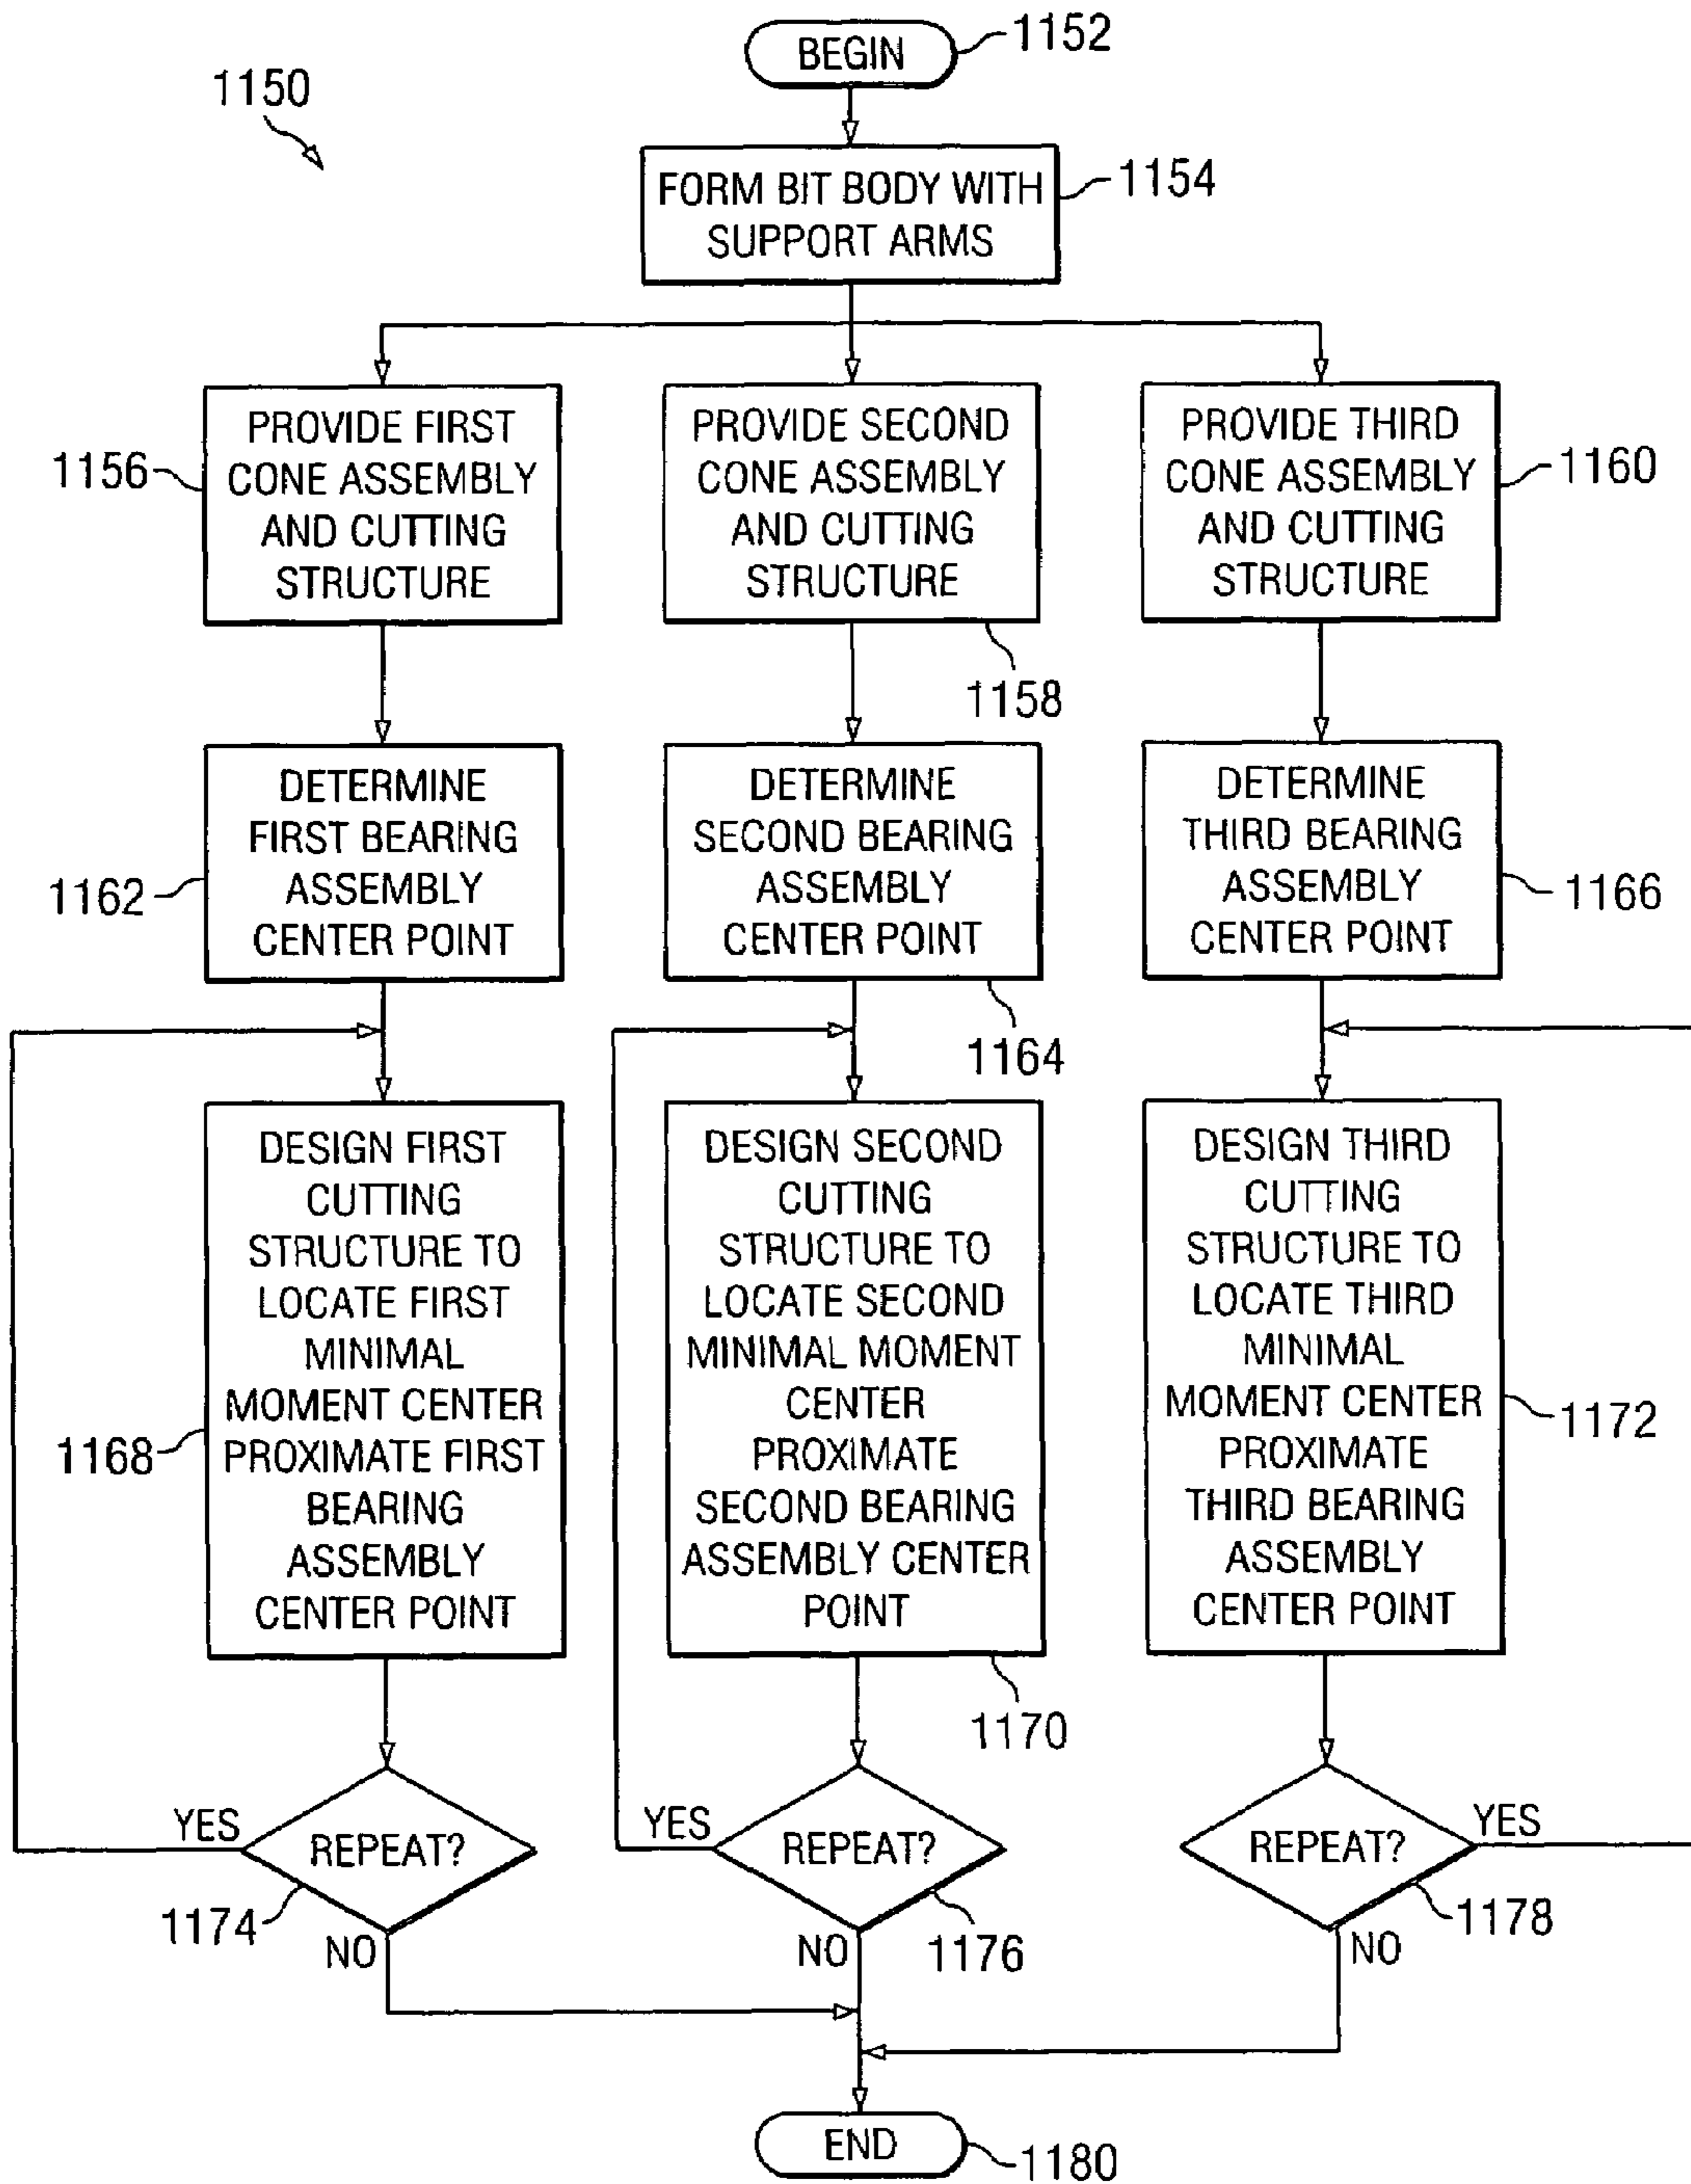 BEGIN
1152
1150
FORM BIT BODY WITH
SUPPORT ARMS
1154
PROVIDE FIRST
CONE ASSEMBLY
AND CUTTING
STRUCTURE
1156
PROVIDE SECOND
CONE ASSEMBLY
AND CUTTING
STRUCTURE
1158
PROVIDE THIRD
CONE ASSEMBLY
AND CUTTING
STRUCTURE
1160
DETERMINE
FIRST BEARING
ASSEMBLY
CENTER POINT
1162
DETERMINE
SECOND BEARING
ASSEMBLY
CENTER POINT
1164
DETERMINE
THIRD BEARING
ASSEMBLY
CENTER POINT
1166
DESIGN FIRST
CUTTING
STRUCTURE TO
LOCATE FIRST
MINIMAL
MOMENT CENTER
PROXIMATE FIRST
BEARING
ASSEMBLY
CENTER POINT
1168
DESIGN SECOND
CUTTING
STRUCTURE TO
LOCATE SECOND
MINIMAL MOMENT
CENTER
PROXIMATE
SECOND BEARING
ASSEMBLY CENTER
POINT
1170
DESIGN THIRD
CUTTING
STRUCTURE TO
LOCATE THIRD
MINIMAL
MOMENT CENTER
PROXIMATE
THIRD BEARING
ASSEMBLY
CENTER POINT
1172
YES
REPEAT?
1174
NO
YES
REPEAT?
1176
NO
REPEAT?
YES
1178
NO
END
1180